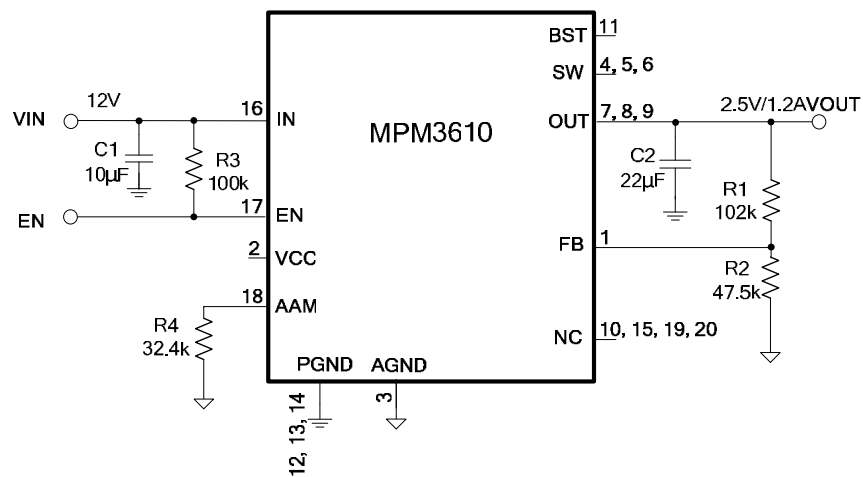 BST 11
SW 4, 5, 6
VIN 12V 16 IN
MPM3610
OUT 7, 8, 9 2.5V/1.2AVOUT
C1
10µF
R3
100k
C2
22µF
R1
102k
EN 17 EN
FB 1
2 VCC
R2
47.5k
18 AAM
R4
32.4k
NC 10, 15, 19, 20
PGND AGND
12, 13, 14
3